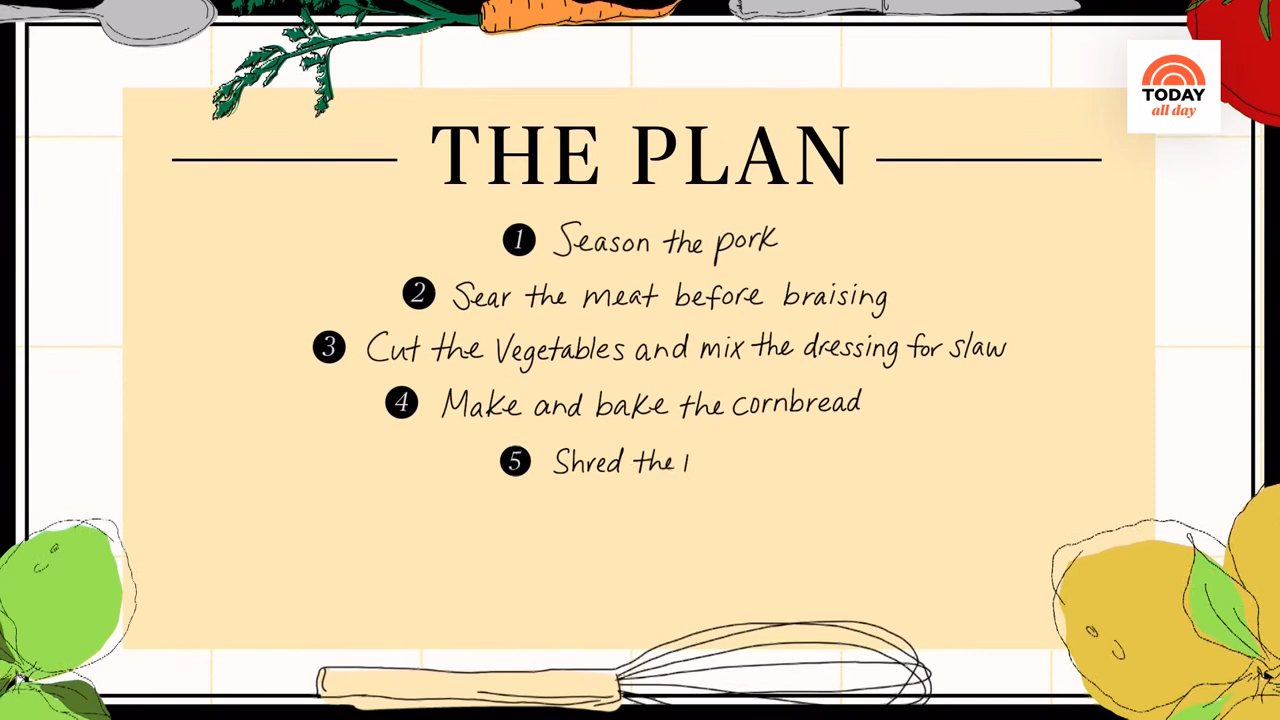 TODAY
all day
THE PLAN
1 Season the pork
2 Sear the meat before braising
3 Cut the Vegetables and mix the dressing for slaw
4 Make and bake the cornbread
5 Shred the